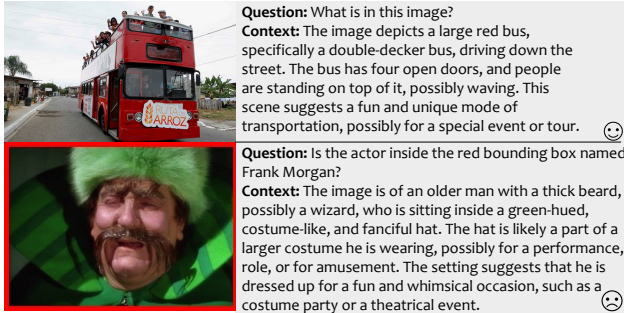 Question: What is in this image?
Context: The image depicts a large red bus,
specifically a double-decker bus, driving down the
street. The bus has four open doors, and people
are standing on top of it, possibly waving. This
scene suggests a fun and unique mode of
transportation, possibly for a special event or tour.
RUTA
ARROZ
Question: Is the actor inside the red bounding box named
Frank Morgan?
Context: The image is of an older man with a thick beard,
possibly a wizard, who is sitting inside a green-hued,
costume-like, and fanciful hat. The hat is likely a part of a
larger costume he is wearing, possibly for a performance,
role, or for amusement. The setting suggests that he is
dressed up for a fun and whimsical occasion, such as a
costume party or a theatrical event.